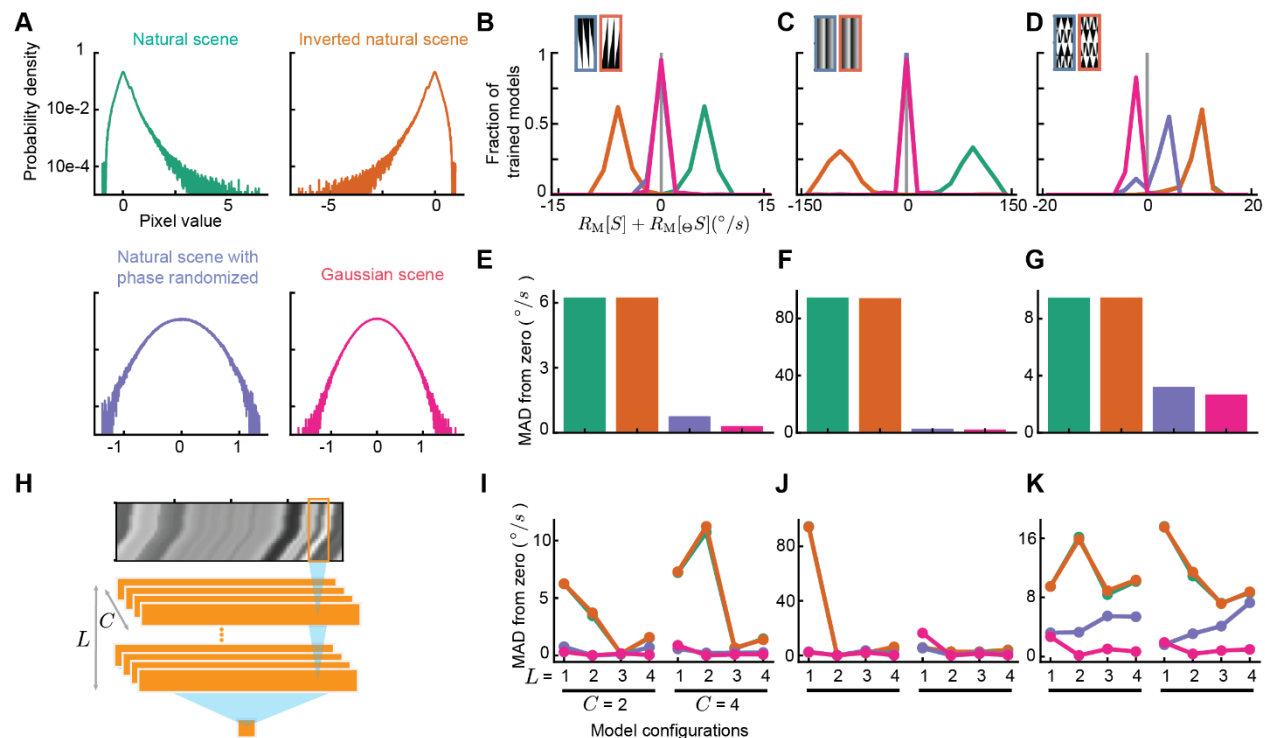 A
Natural scene
Inverted natural scene
Probability density
1
10e-2
10e-4
0
5
-5
0
Pixel value
Natural scene with
phase randomized
Gaussian scene
-1
0
1
-1
0
1
B
C
D
Fraction of
trained models
1
0.5
0
-15
0
15
-150
0
150
-20
0
20
R_M[S] + R_M[ΘS](°/s)
E
F
G
MAD from zero (°/s)
6
3
0
80
40
0
8
4
0
H
L
C
I
J
K
MAD from zero (°/s)
10
5
0
80
40
0
16
8
0
L = 1 2 3 4 1 2 3 4
1 2 3 4 1 2 3 4
1 2 3 4 1 2 3 4
C = 2
C = 4
Model configurations